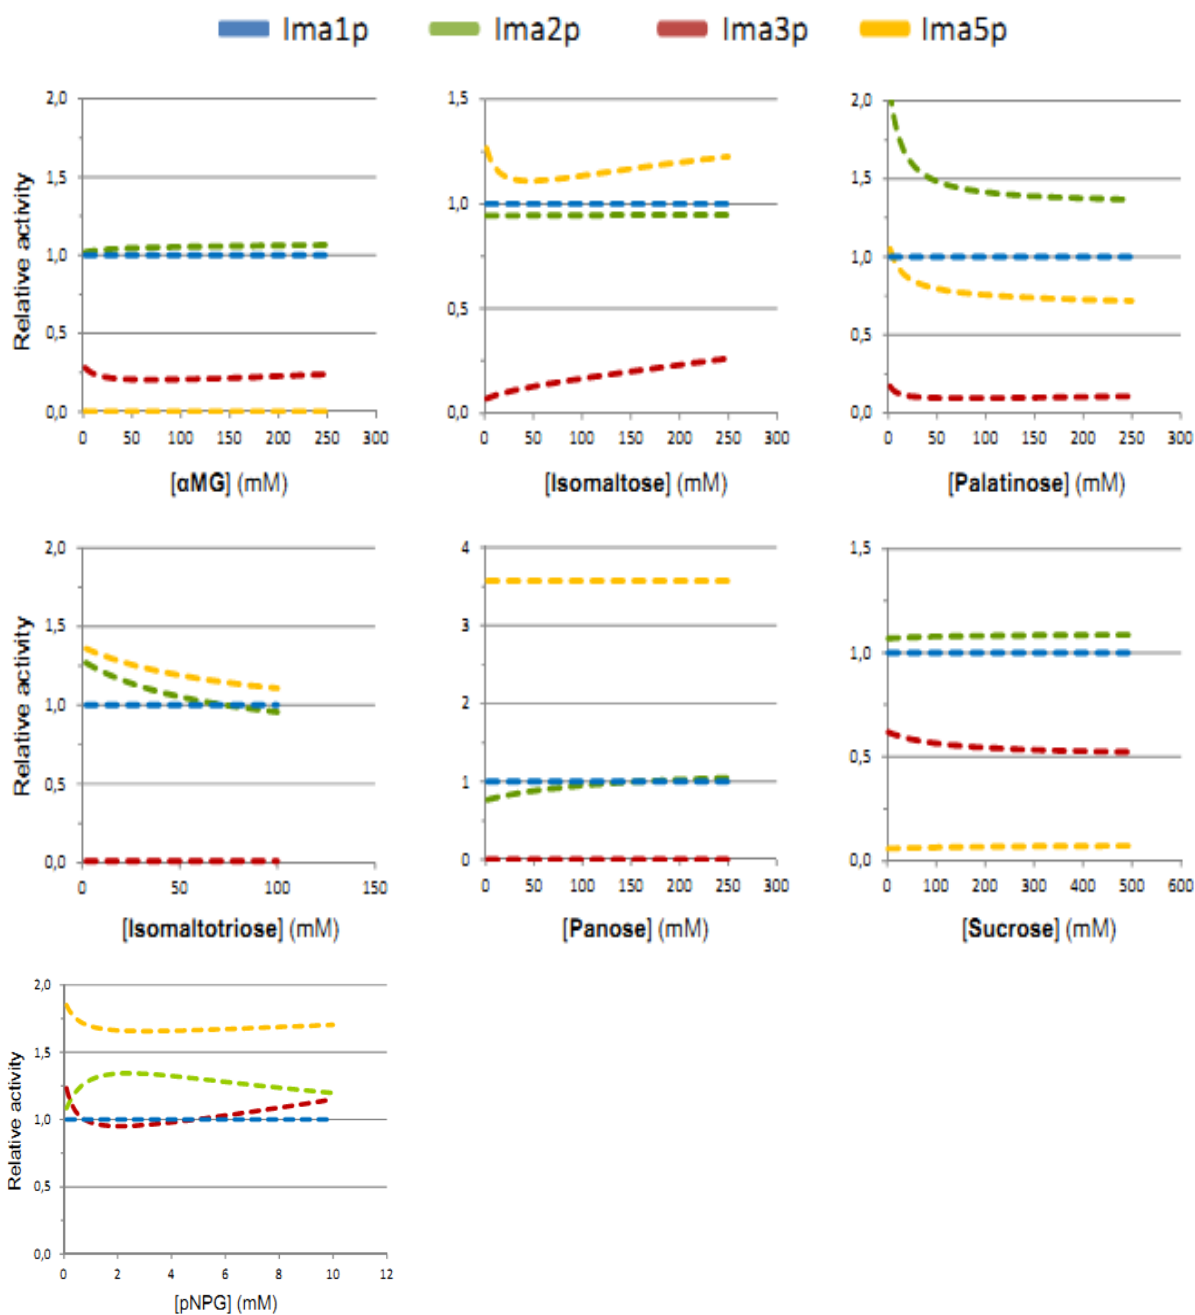 Ima1p Ima2p Ima3p Ima5p
Relative activity
2,0
1,5
1,0
0,5
0,0
0 50 100 150 200 250 300
[αMG] (mM)
1,5
1,0
0,5
0,0
0 50 100 150 200 250 300
[Isomaltose] (mM)
2,0
1,5
1,0
0,5
0,0
0 50 100 150 200 250 300
[Palatinose] (mM)
Relative activity
2,0
1,5
1,0
0,5
0,0
0 50 100 150
[Isomaltotriose] (mM)
4
3
2
1
0
0 50 100 150 200 250 300
[Panose] (mM)
1,5
1,0
0,5
0,0
0 100 200 300 400 500 600
[Sucrose] (mM)
Relative activity
2,0
1,5
1,0
0,5
0,0
0 2 4 6 8 10 12
[pNPG] (mM)